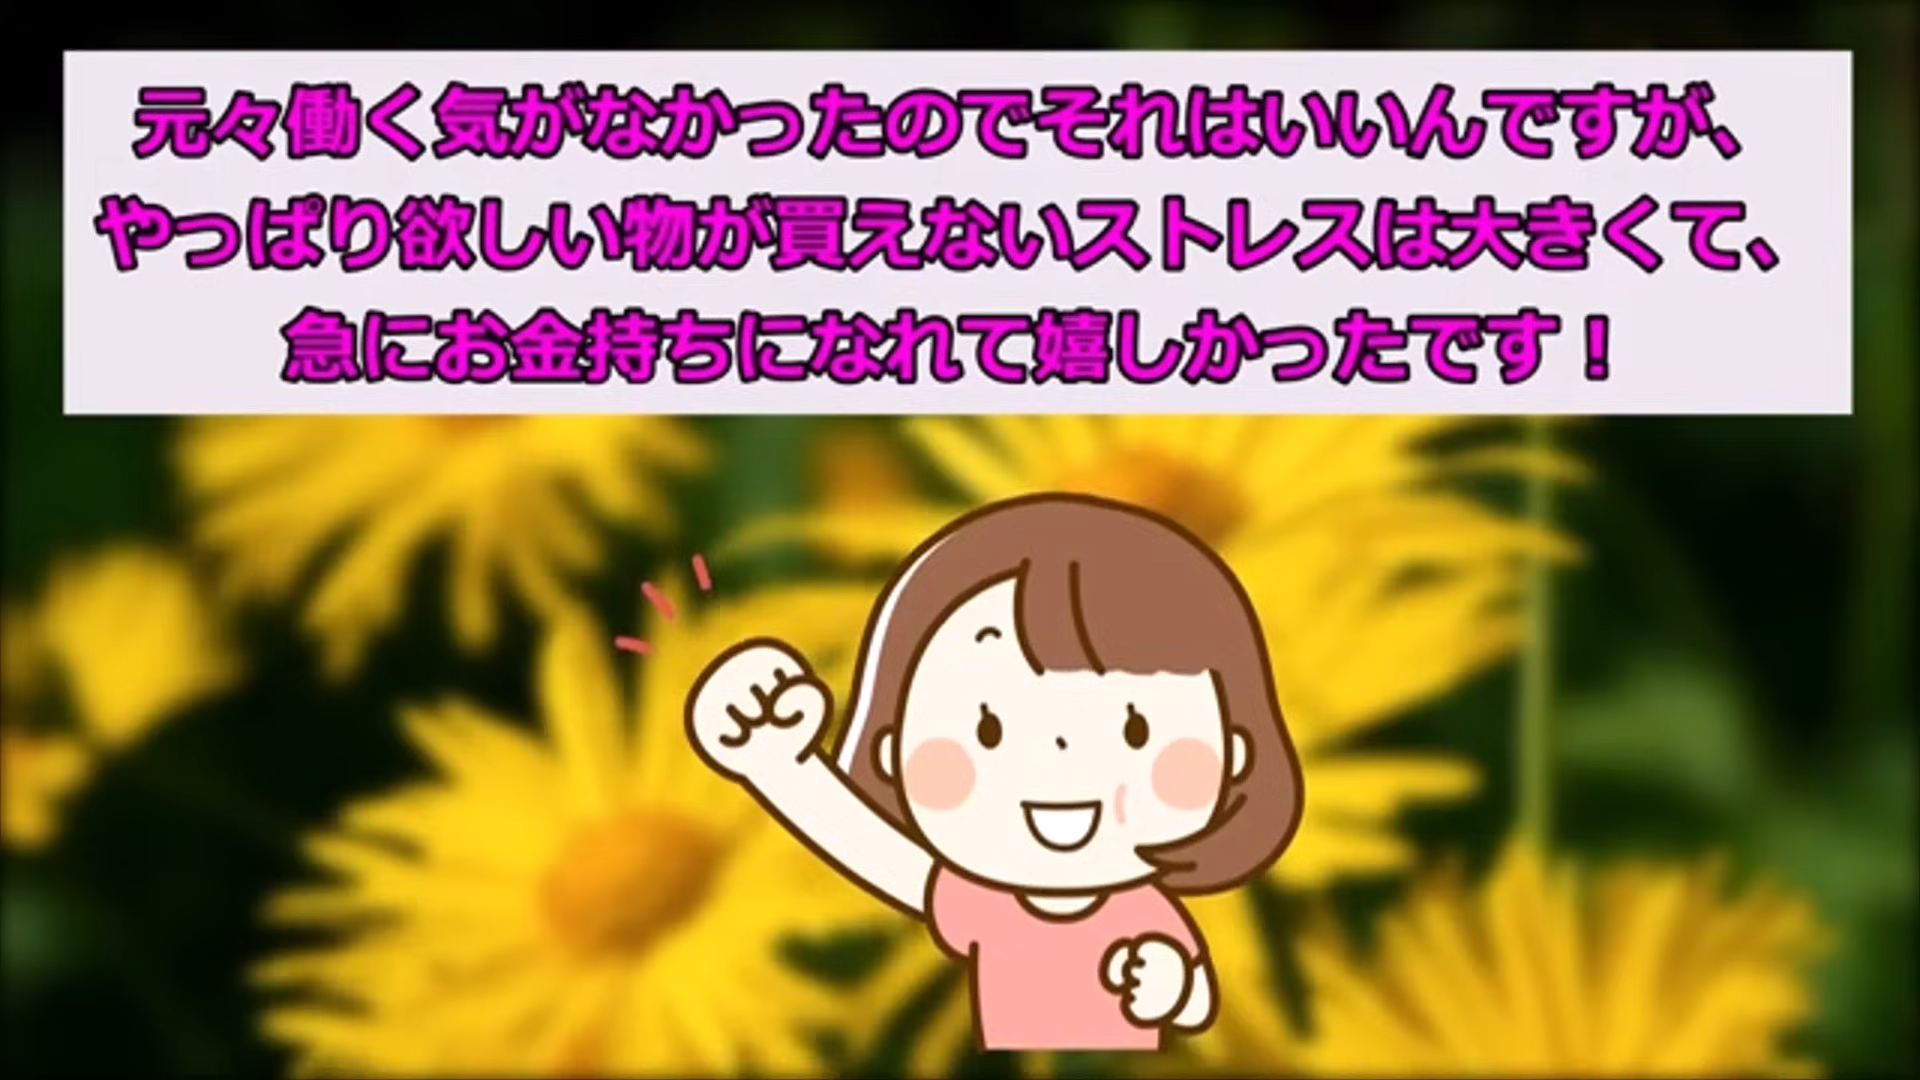 元々働く気がなかったのでそれはいいんですが、
やっぱり欲しい物が買えないストレスは大きくて、
急にお金持ちになれて嬉しかったです！